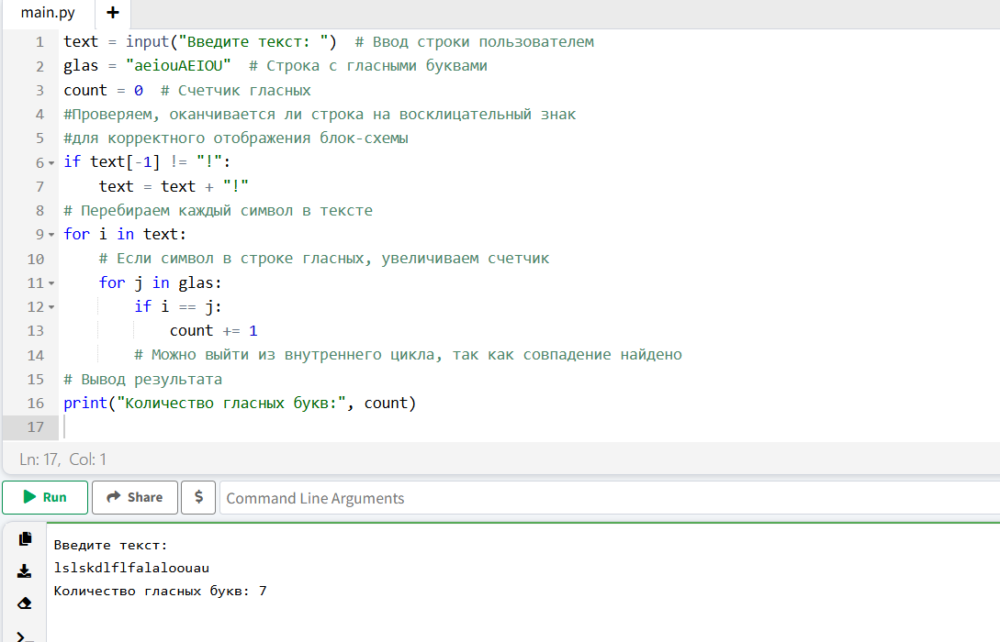 main.py +
1 text = input("Введите текст: ")  # Ввод строки пользователем
2 glas = "aeiouAEIOU"  # Строка с гласными буквами
3 count = 0  # Счетчик гласных
4 #Проверяем, оканчивается ли строка на восклицательный знак
5 #для корректного отображения блок-схемы
6 if text[-1] != "!":
7     text = text + "!"
8 # Перебираем каждый символ в тексте
9 for i in text:
10     # Если символ в строке гласных, увеличиваем счетчик
11     for j in glas:
12         if i == j:
13             count += 1
14         # Можно выйти из внутреннего цикла, так как совпадение найдено
15 # Вывод результата
16 print("Количество гласных букв:", count)
17
Ln: 17, Col: 1
Run Share $ Command Line Arguments
Введите текст:
lslskdlflfalaloouau
Количество гласных букв: 7